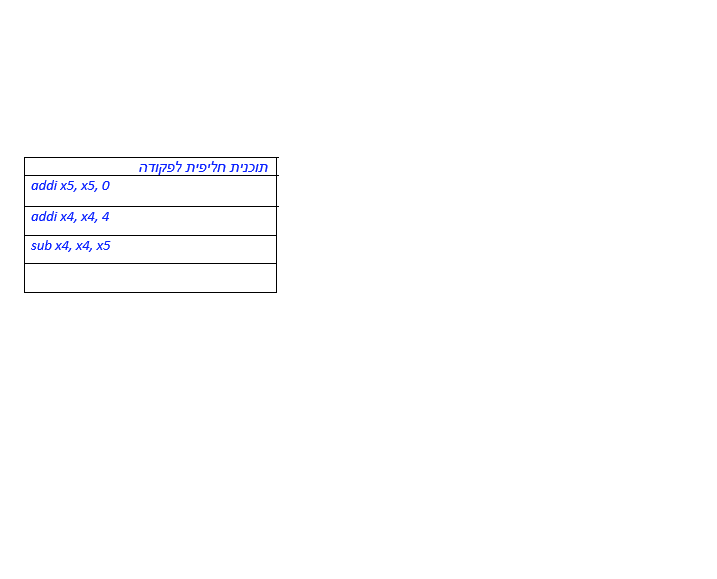 תוכנית חליפית לפקודה
addi x5, x5, 0
addi x4, x4, 4
sub x4, x4, x5